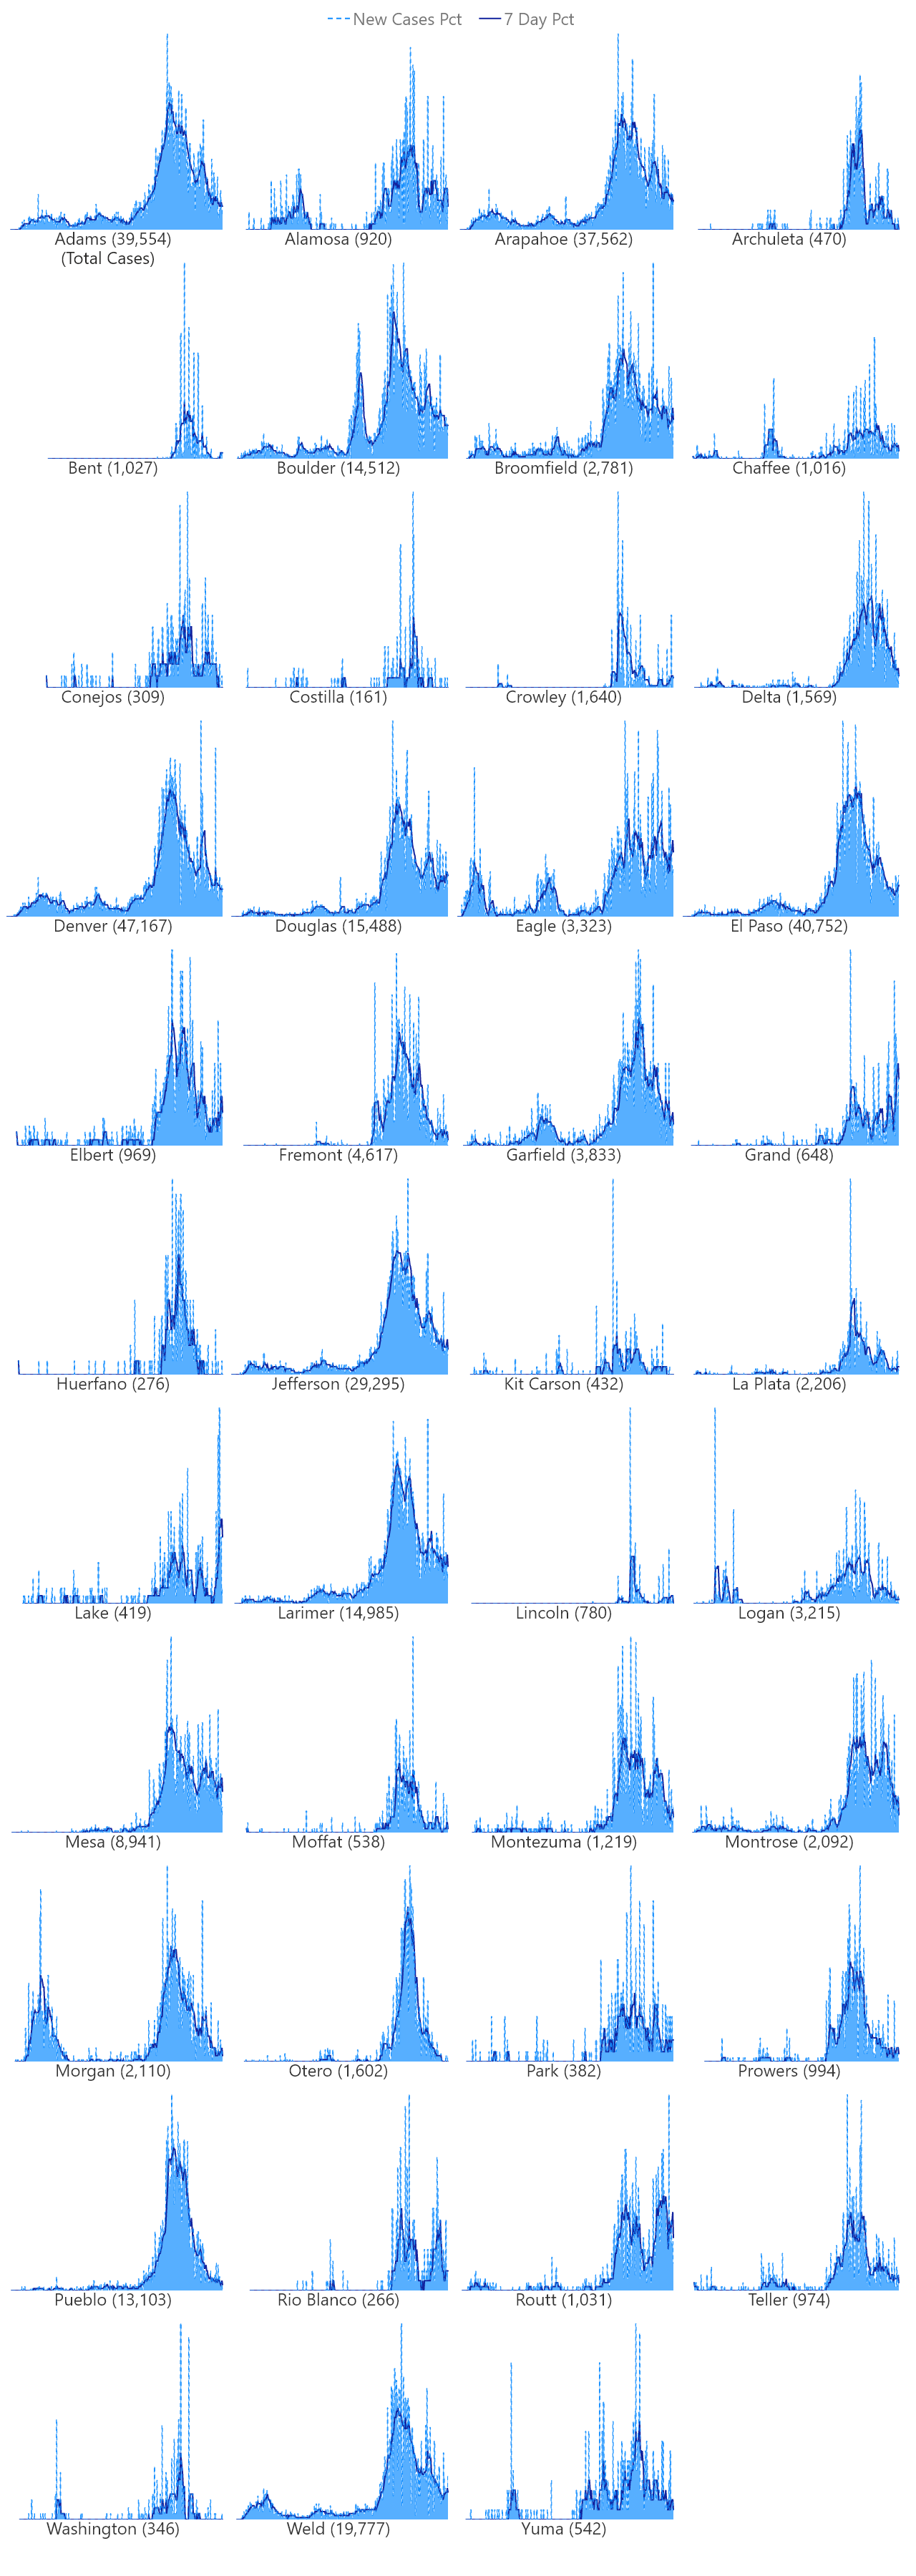 New Cases Pct 7 Day Pct
Adams (39,554) Alamosa (920) Arapahoe (37,562) Archuleta (470)
(Total Cases)
Bent (1,027) Boulder (14,512) Broomfield (2,781) Chaffee (1,016)
Conejos (309) Costilla (161) Crowley (1,640) Delta (1,569)
Denver (47,167) Douglas (15,488) Eagle (3,323) El Paso (40,752)
Elbert (969) Fremont (4,617) Garfield (3,833) Grand (648)
Huerfano (276) Jefferson (29,295) Kit Carson (432) La Plata (2,206)
Lake (419) Larimer (14,985) Lincoln (780) Logan (3,215)
Mesa (8,941) Moffat (538) Montezuma (1,219) Montrose (2,092)
Morgan (2,110) Otero (1,602) Park (382) Prowers (994)
Pueblo (13,103) Rio Blanco (266) Routt (1,031) Teller (974)
Washington (346) Weld (19,777) Yuma (542)